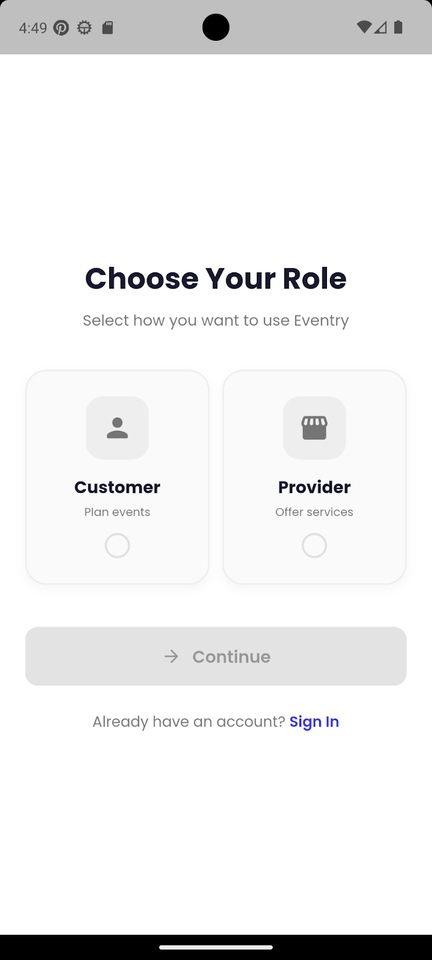 4:49
Choose Your Role
Select how you want to use Eventry
Customer
Plan events
Provider
Offer services
Continue
Already have an account? Sign In